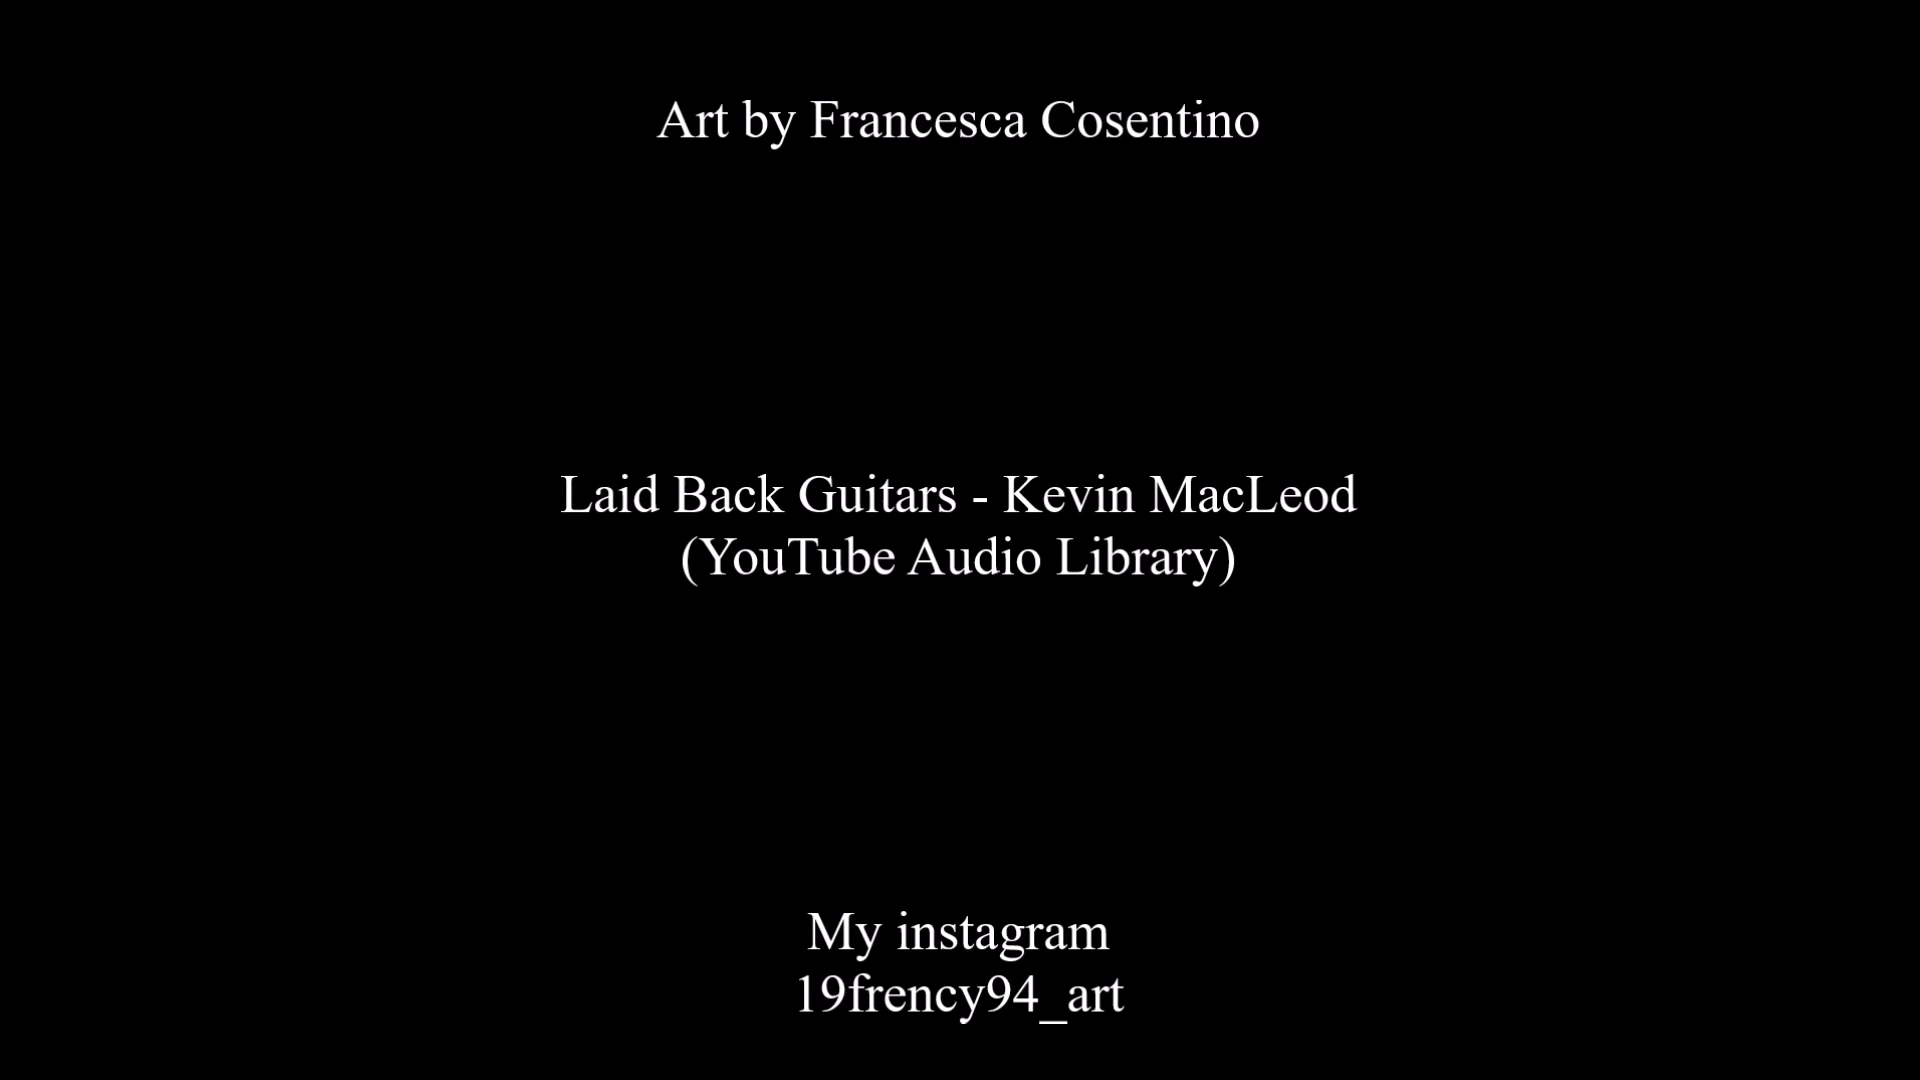 Art by Francesca Cosentino
Laid Back Guitars - Kevin MacLeod
(YouTube Audio Library)
My instagram
19frency94_art